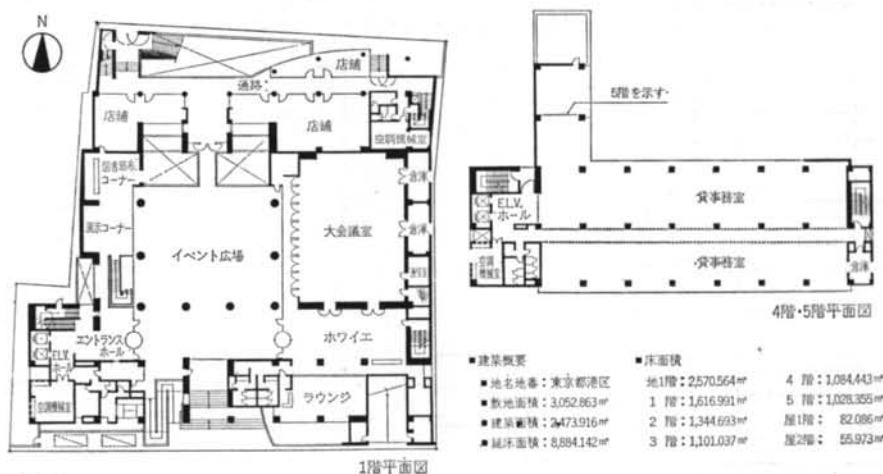 N
店舗
通路
店舗
店舗
空調機械室
図書頒布
コーナー
倉庫
展示コーナー
イベント広場
大会議室
倉庫
エントランス
ホール
E.L.V.
ホール
ホワイエ
空調機械室
ラウンジ
1階平面図
5階を示す
E.L.V.
ホール
貸事務室
空調
機械室
貸事務室
倉庫
4階・5階平面図
■建築概要
■地名地番：東京都港区
■敷地面積：3,052.863㎡
■建築面積：2,473.916㎡
■延床面積：8,884.142㎡
■床面積
地1階：2,570.564㎡
1 階：1,616.991㎡
2 階：1,344.693㎡
3 階：1,101.037㎡
4 階：1,084.443㎡
5 階：1,028.355㎡
屋1階： 82.086㎡
屋2階： 55.973㎡